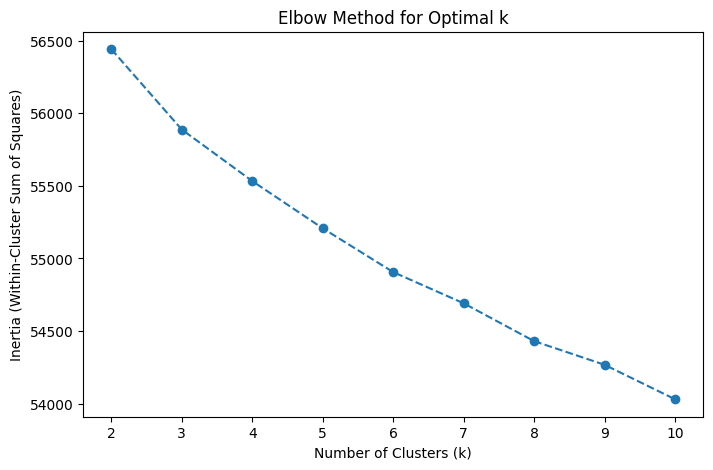 Elbow Method for Optimal k
Inertia (Within-Cluster Sum of Squares)
56500
56000
55500
55000
54500
54000
2 3 4 5 6 7 8 9 10
Number of Clusters (k)